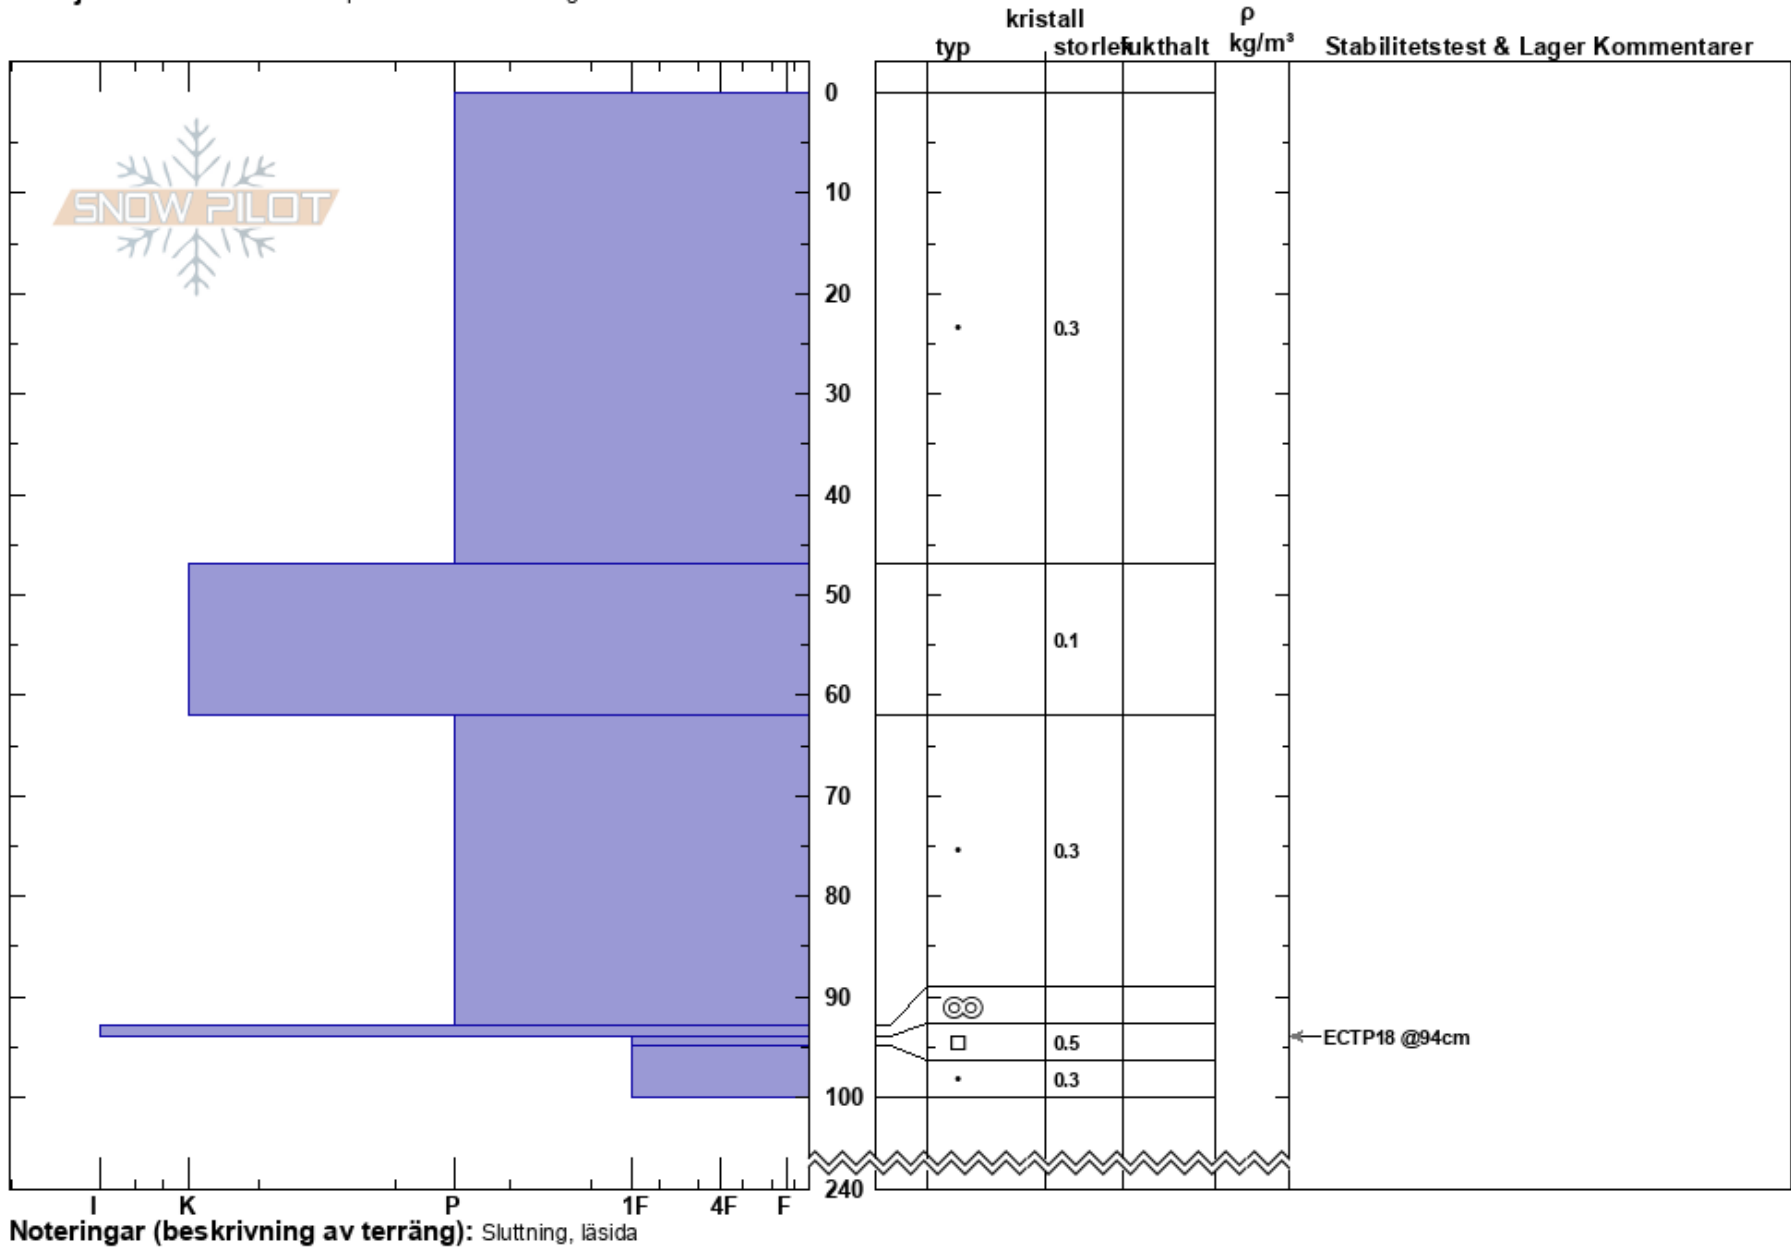 kristall
ρ
typ
storlek
fukthalt
kg/m³
Stabilitetstest & Lager Kommentarer
SNOW PILOT
0
10
20
30
0.3
40
50
0.1
60
70
0.3
80
90
0.5
ECTP18 @94cm
0.3
100
240
I K P 1F 4F F
Noteringar (beskrivning av terräng): Sluttning, läsida